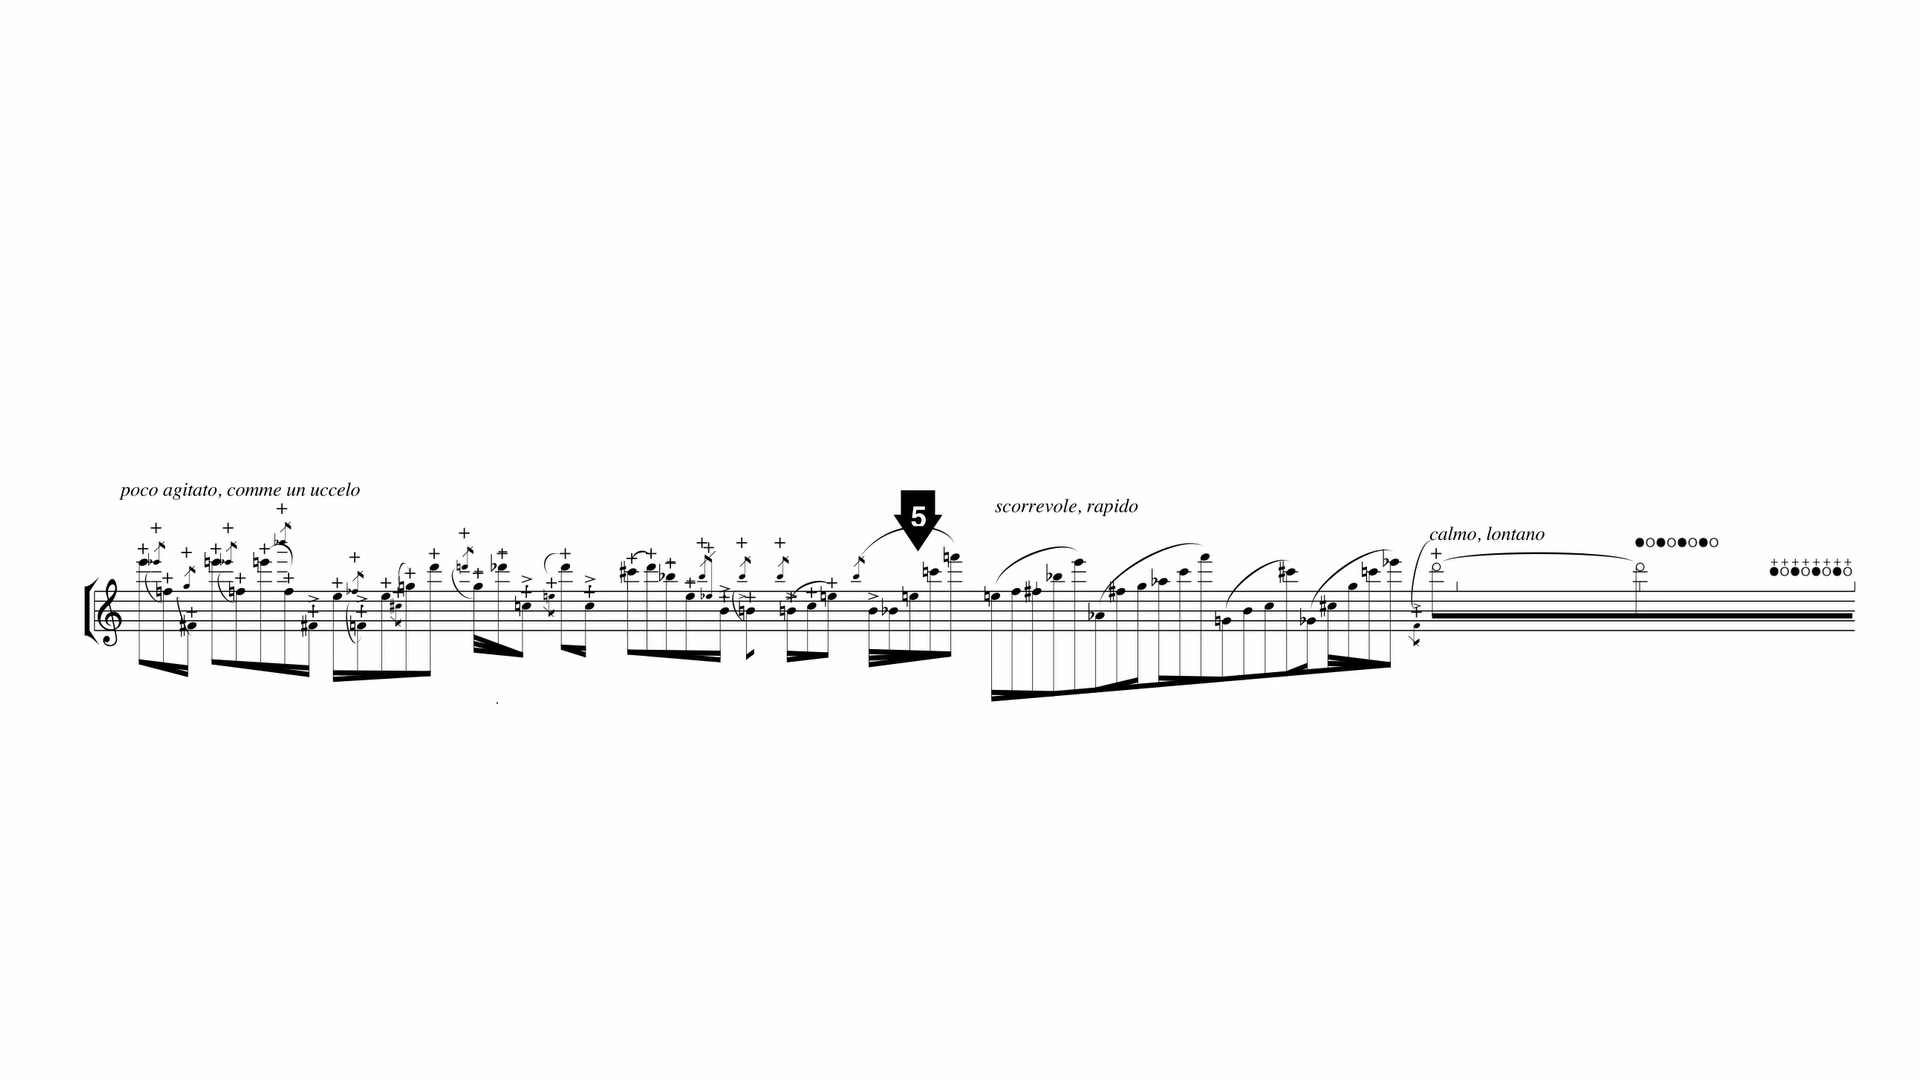 poco agitato, comme un uccelo
5
scorrevole, rapido
calmo, lontano